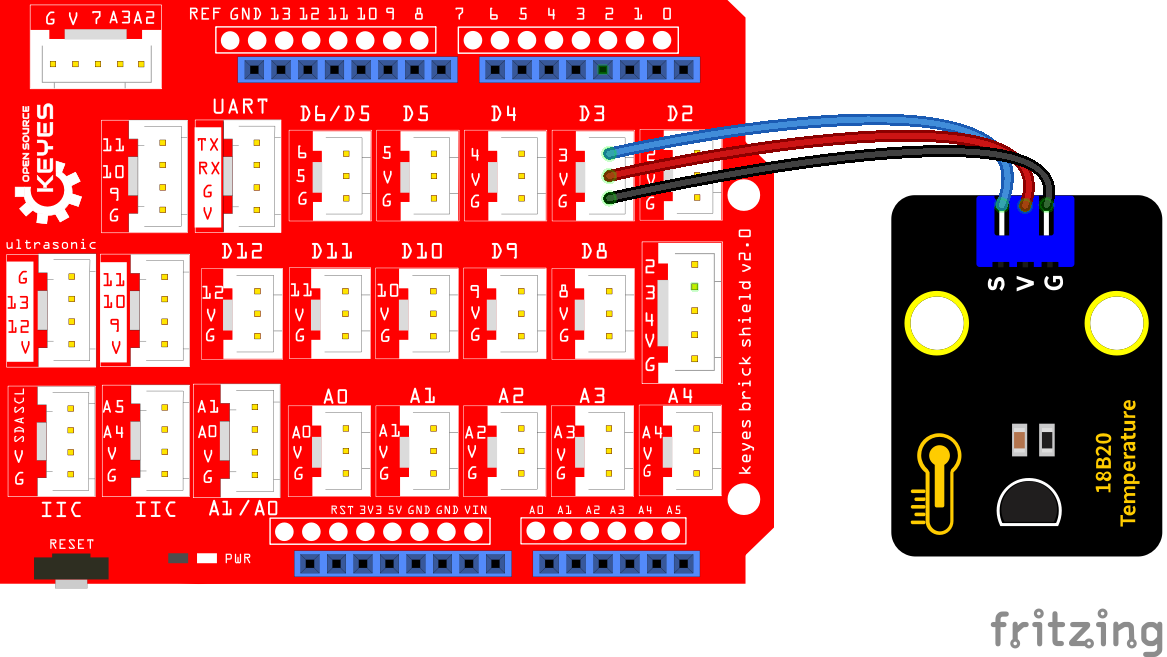 G V 7 A3A2
REF GND 13 12 11 10 9 8
7 6 5 4 3 2 1 0
OPEN SOURCE
KEYES
UART
D6/D5
D5
D4
D3
D2
11
10
9
G
TX
RX
G
V
6
5
G
5
V
G
4
V
G
3
V
G
2
V
G
ultrasonic
G
13
12
V
11
10
9
V
D12
D11
D10
D9
D8
12
V
G
11
V
G
10
V
G
9
V
G
8
V
G
2
3
4
V
G
keyes brick shield v2.0
SCL
SDA
V
G
A5
A4
V
G
A1
A0
V
G
A0
A1
A2
A3
A4
A0
V
G
A1
V
G
A2
V
G
A3
V
G
A4
V
G
IIC
IIC
A1/A0
RST 3V3 5V GND GND VIN
A0 A1 A2 A3 A4 A5
RESET
PWR
S
V
G
18B20
Temperature
fritzing